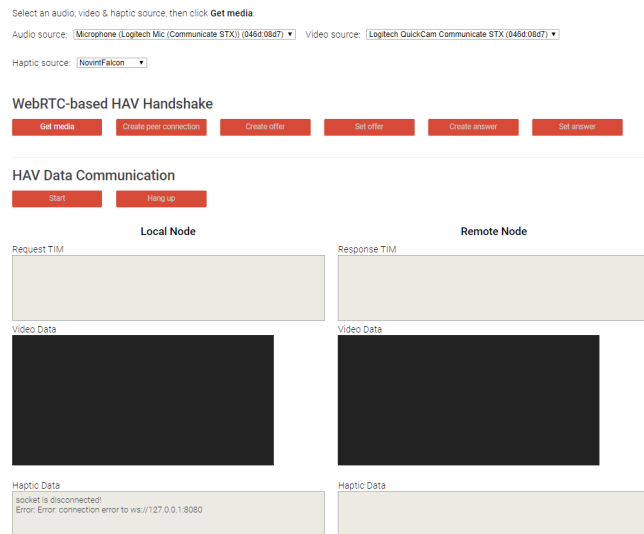 Select an audio, video & haptic source, then click Get media:
Audio source: Microphone (Logitech Mic (Communicate STX)) (046d:08d7) Video source: Logitech QuickCam Communicate STX (046d:08d7)
Haptic source: NovintFalcon
WebRTC-based HAV Handshake
Get media Create peer connection Create offer Set offer Create answer Set answer
HAV Data Communication
Start Hang up
Local Node Remote Node
Request TIM Response TIM
Video Data Video Data
Haptic Data Haptic Data
socket is disconnected!
Error: Error: connection error to ws://127.0.0.1:8080